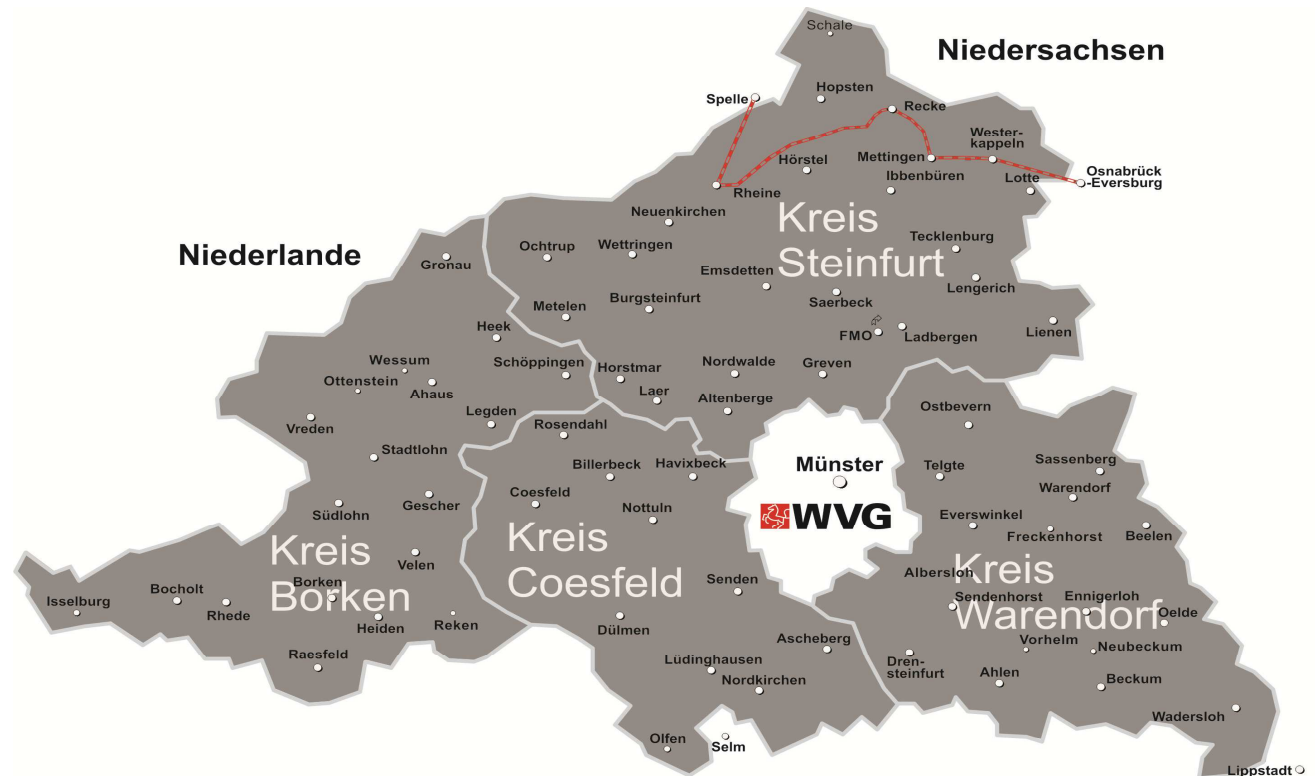 Schale
Niedersachsen
Spelle
Hopsten
Recke
Wester-
kappeln
Hörstel
Mettingen
Ibbenbüren
Lotte
Osnabrück
-Eversburg
Rheine
Neuenkirchen
Kreis
Steinfurt
Niederlande
Gronau
Ochtrup
Wettringen
Tecklenburg
Emsdetten
Lengerich
Metelen
Burgsteinfurt
Saerbeck
Heek
FMO
Ladbergen
Lienen
Wessum
Ottenstein
Ahaus
Schöppingen
Horstmar
Nordwalde
Greven
Laer
Altenberge
Legden
Vreden
Rosendahl
Ostbevern
Stadtlohn
Billerbeck
Havixbeck
Münster
Telgte
Sassenberg
Coesfeld
Warendorf
Südlohn
Gescher
Nottuln
WVG
Everswinkel
Freckenhorst
Beelen
Kreis
Borken
Kreis
Coesfeld
Kreis
Warendorf
Velen
Albersloh
Isselburg
Bocholt
Rhede
Borken
Heiden
Reken
Senden
Sendenhorst
Ennigerloh
Oelde
Dülmen
Ascheberg
Raesfeld
Lüdinghausen
Nordkirchen
Dren-
steinfurt
Vorhelm
Neubeckum
Ahlen
Beckum
Wadersloh
Olfen
Selm
Lippstadt